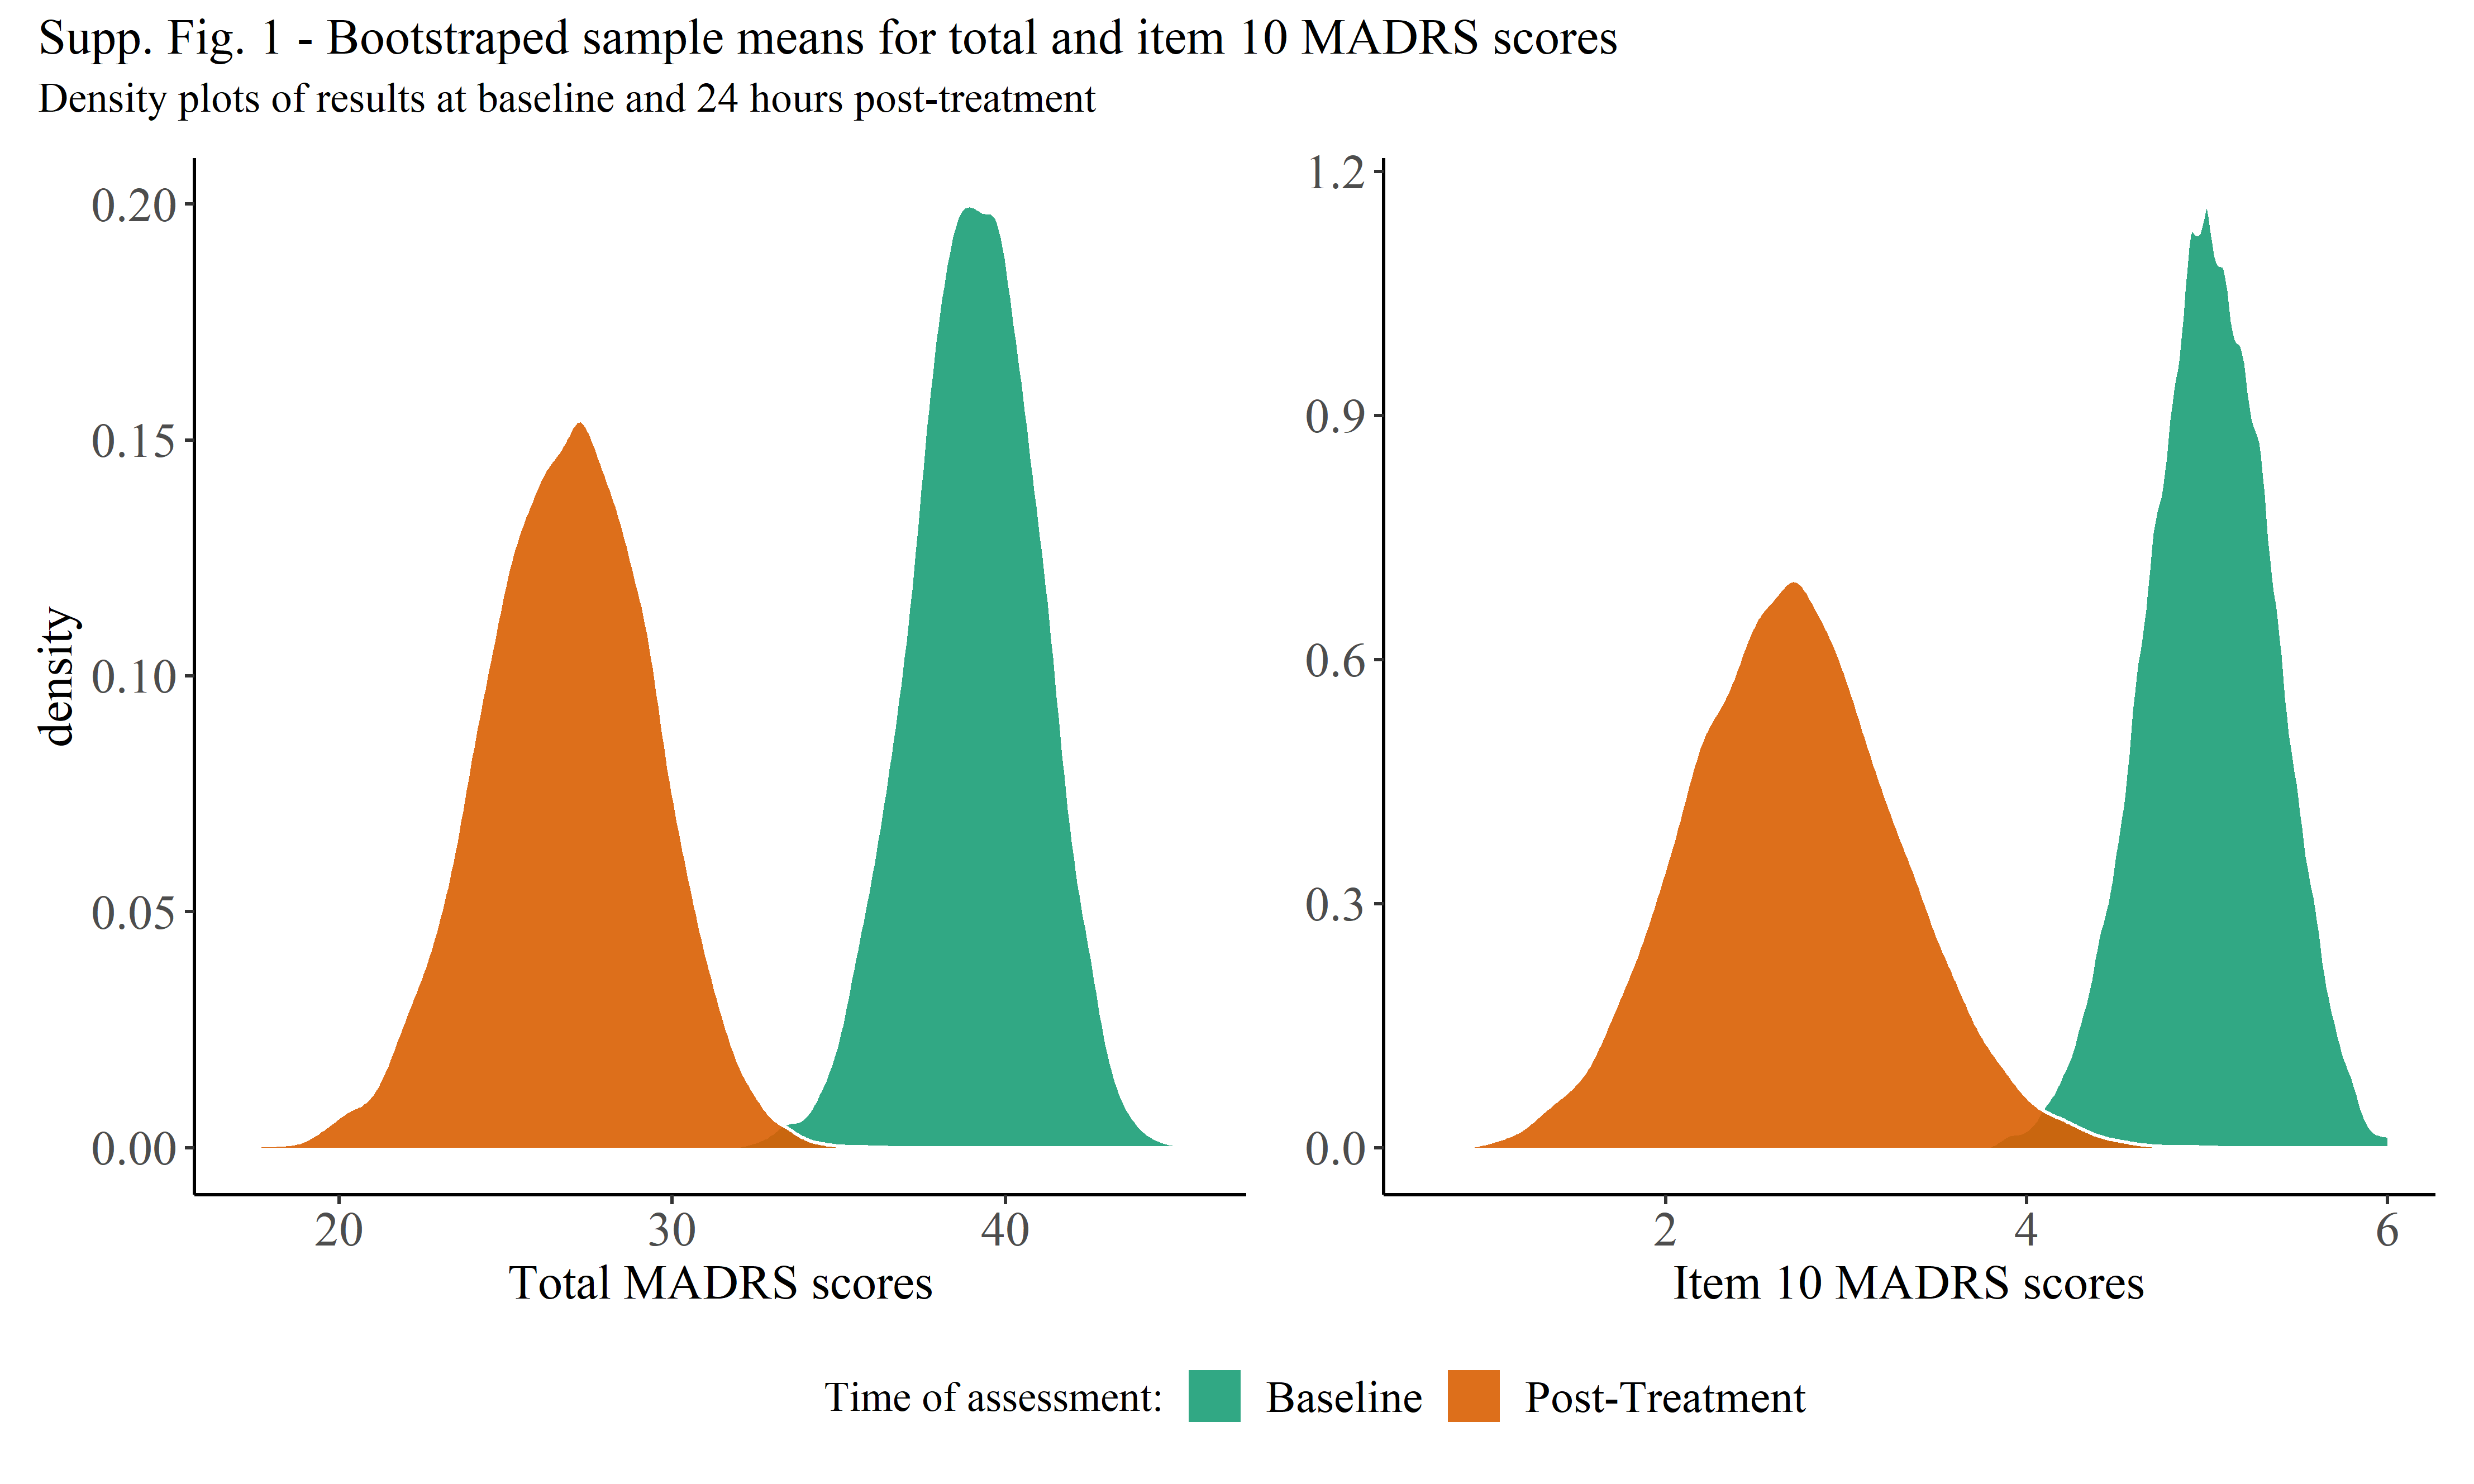 Supp. Fig. 1 - Bootstraped sample means for total and item 10 MADRS scores
Density plots of results at baseline and 24 hours post-treatment
density
0.20
0.15
0.10
0.05
0.00
20 30 40
Total MADRS scores
1.2
0.9
0.6
0.3
0.0
2 4 6
Item 10 MADRS scores
Time of assessment: Baseline Post-Treatment